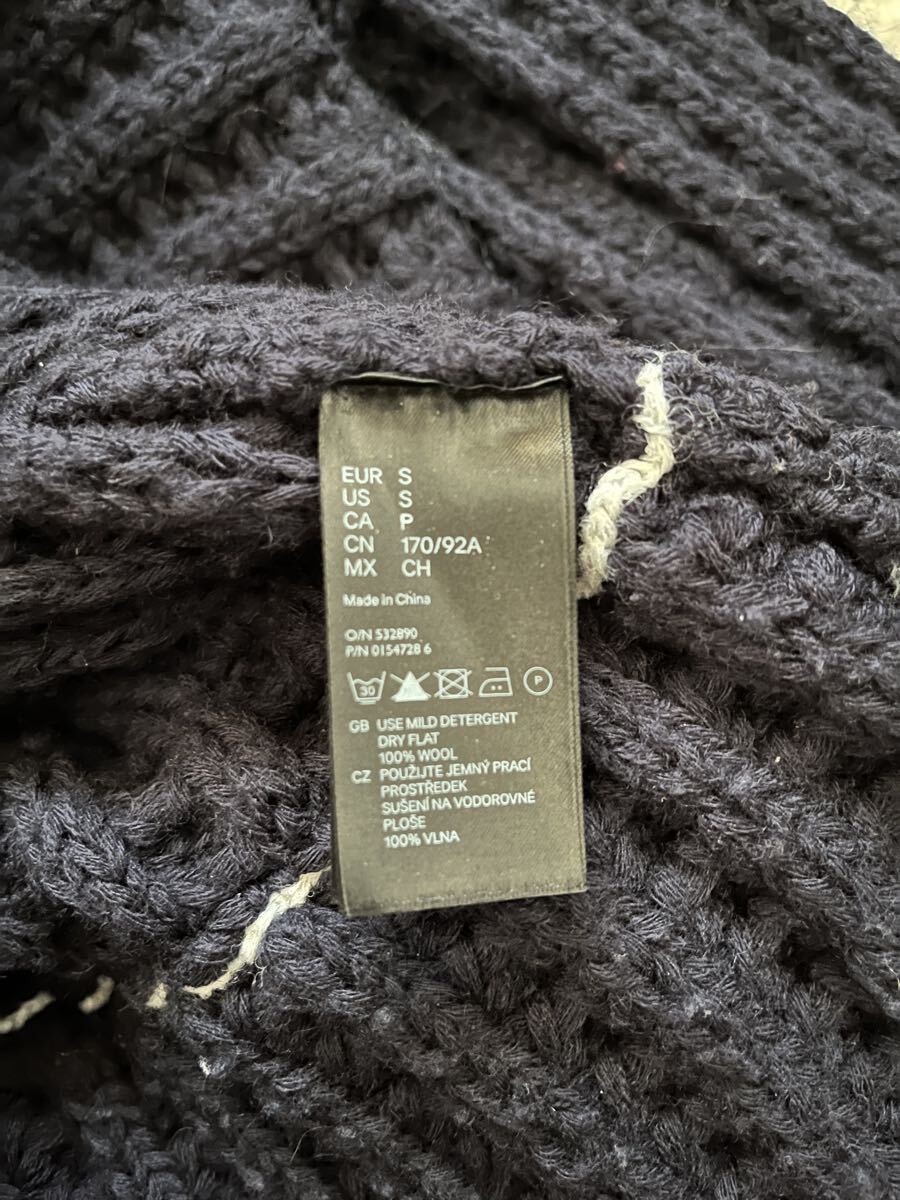 EUR S
US S
CA P
CN 170/92A
MX CH
Made in China
O/N 532890
P/N 0154728 6
30 P
GB USE MILD DETERGENT
DRY FLAT
100% WOOL
CZ POUŽIJTE JEMNÝ PRACÍ
PROSTŘEDEK
SUŠENÍ NA VODOROVNÉ
PLOŠE
100% VLNA